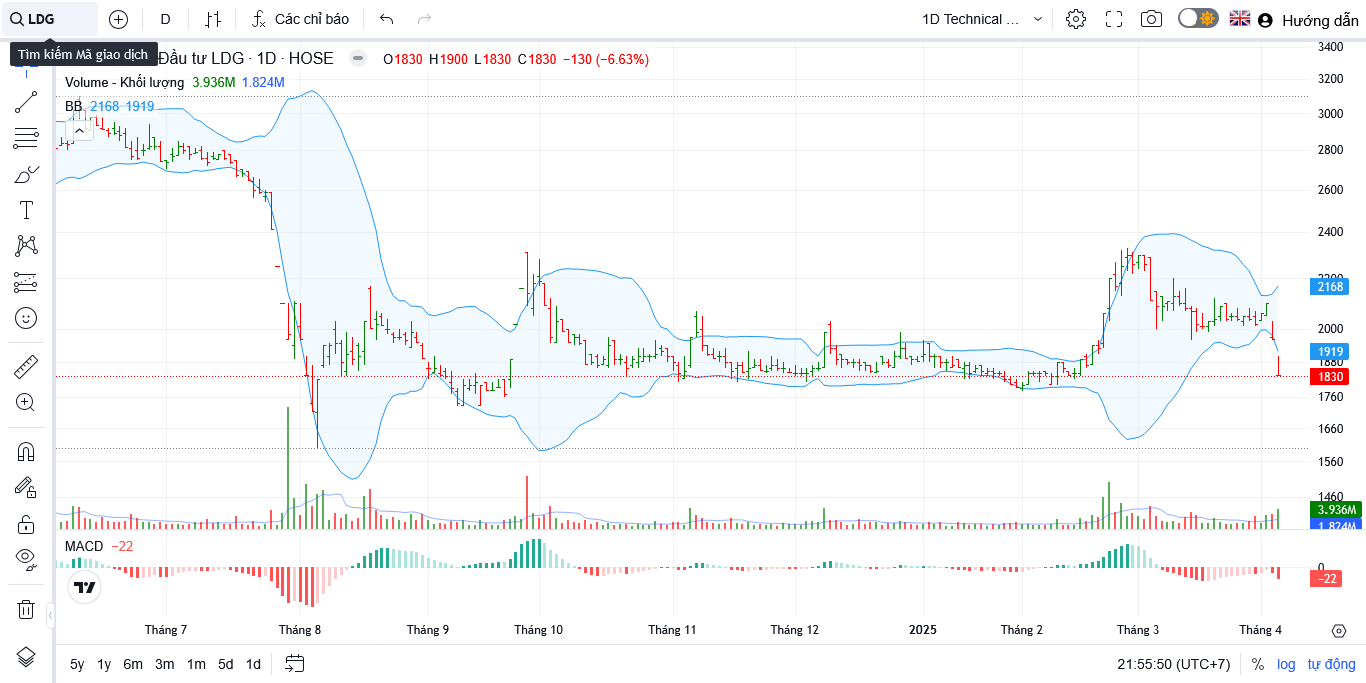 LDG
D
Các chỉ báo
1D Technical ...
Hướng dẫn
Tìm kiếm Mã giao dịch
Đầu tư LDG · 1D · HOSE
O1830 H1900 L1830 C1830 −130 (−6.63%)
Volume - Khối lượng 3.936M 1.824M
BB 2168 1919
3400
3200
3000
2800
2600
2400
2200
2168
2000
1919
1880
1830
1760
1660
1560
1460
3.936M
1.824M
MACD −22
0
−22
Tháng 7 Tháng 8 Tháng 9 Tháng 10 Tháng 11 Tháng 12 2025 Tháng 2 Tháng 3 Tháng 4
5y 1y 6m 3m 1m 5d 1d
21:55:50 (UTC+7) % log tự động